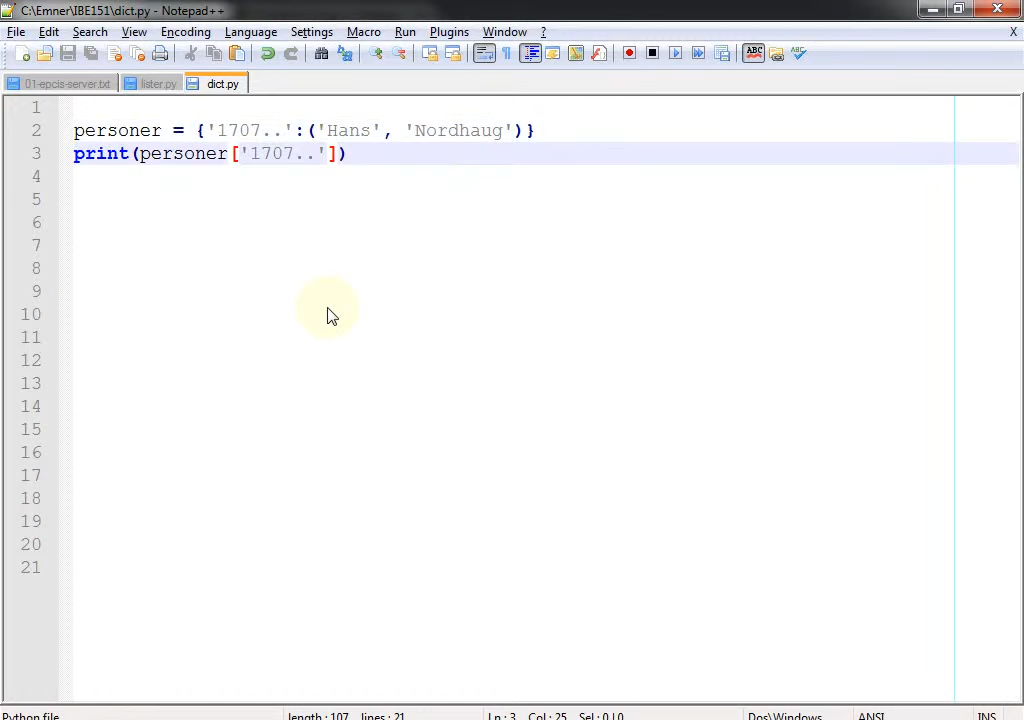 C:\Emner\IBE151\dict.py - Notepad++
File Edit Search View Encoding Language Settings Macro Run Plugins Window ? X
ABC ABC
01-epcis-server.txt lister.py dict.py
1
2 personer = {'1707..':('Hans', 'Nordhaug')}
3 print(personer['1707..'])
4
5
6
7
8
9
10
11
12
13
14
15
16
17
18
19
20
21
Python file length : 107 lines : 21 Ln : 3 Col : 25 Sel : 0 | 0 Dos\Windows ANSI INS